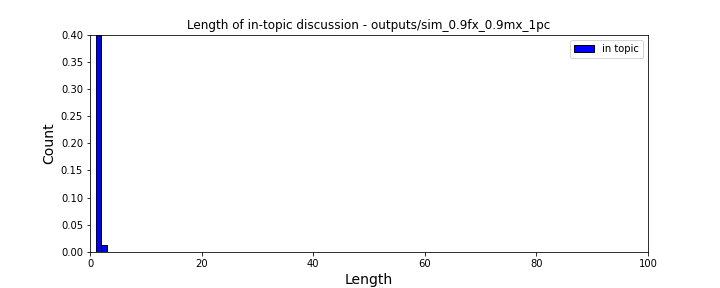 Length of in-topic discussion - outputs/sim_0.9fx_0.9mx_1pc
in topic
Count
0.40
0.35
0.30
0.25
0.20
0.15
0.10
0.05
0.00
0 20 40 60 80 100
Length